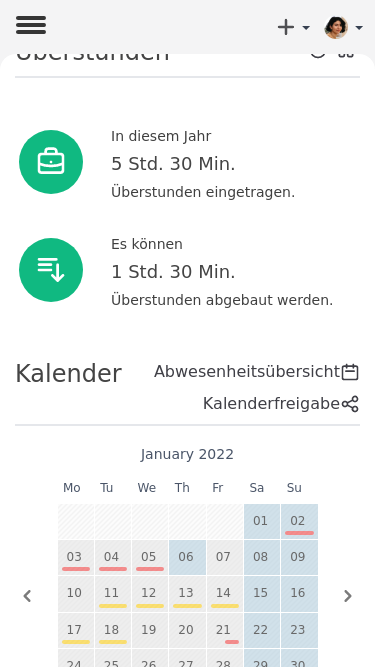 Überstunden
In diesem Jahr
5 Std. 30 Min.
Überstunden eingetragen.
Es können
1 Std. 30 Min.
Überstunden abgebaut werden.
Kalender
Abwesenheitsübersicht
Kalenderfreigabe
January 2022
Mo Tu We Th Fr Sa Su
01 02
03 04 05 06 07 08 09
10 11 12 13 14 15 16
17 18 19 20 21 22 23
24 25 26 27 28 29 30